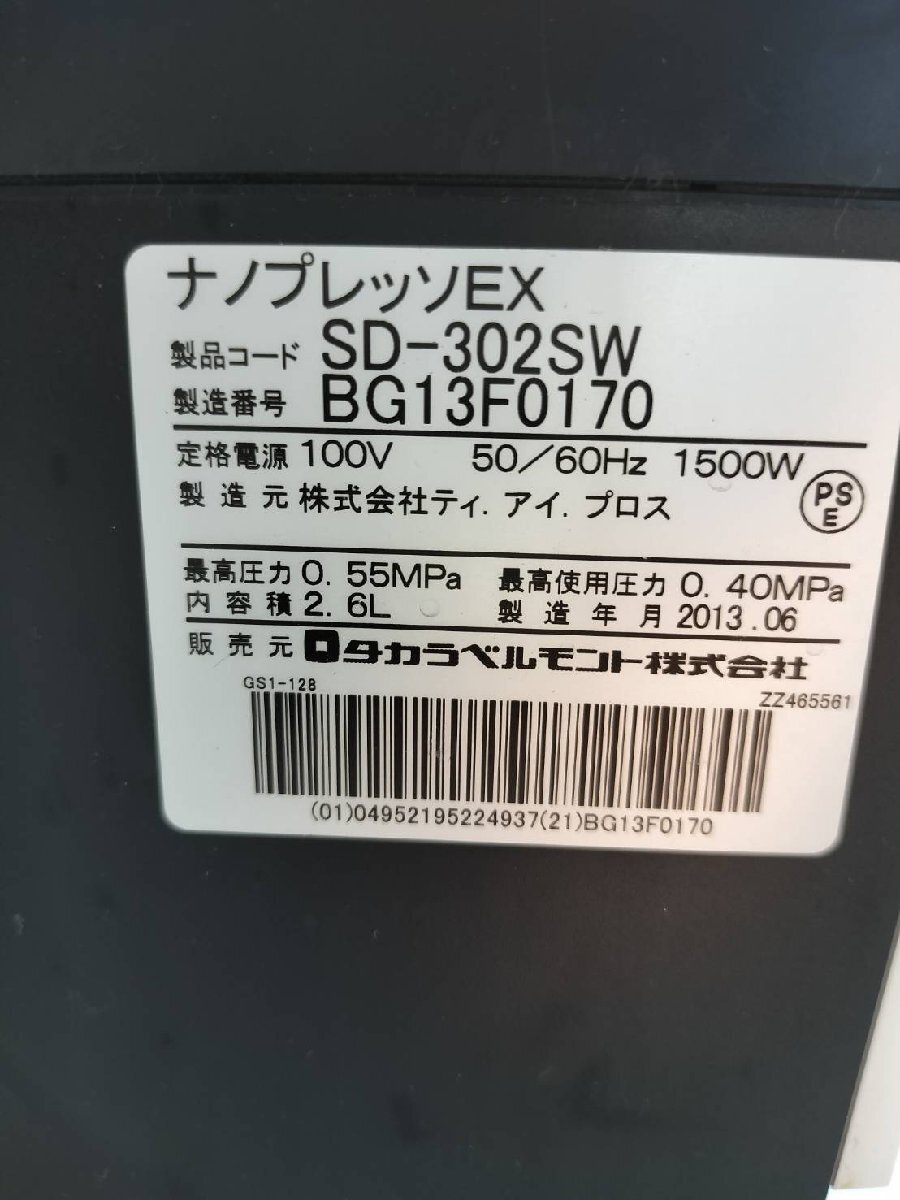 ナノプレッソEX
製品コード SD-302SW
製造番号 BG13F0170
定格電源 100V 50/60Hz 1500W
製造元 株式会社ティ.アイ.プロス
PS
E
最高圧力 0.55MPa 最高使用圧力 0.40MPa
内容積 2.6L 製造年月 2013.06
販売元 タカラベルモント株式会社
GS1-128 ZZ465561
(01)04952195224937(21)BG13F0170